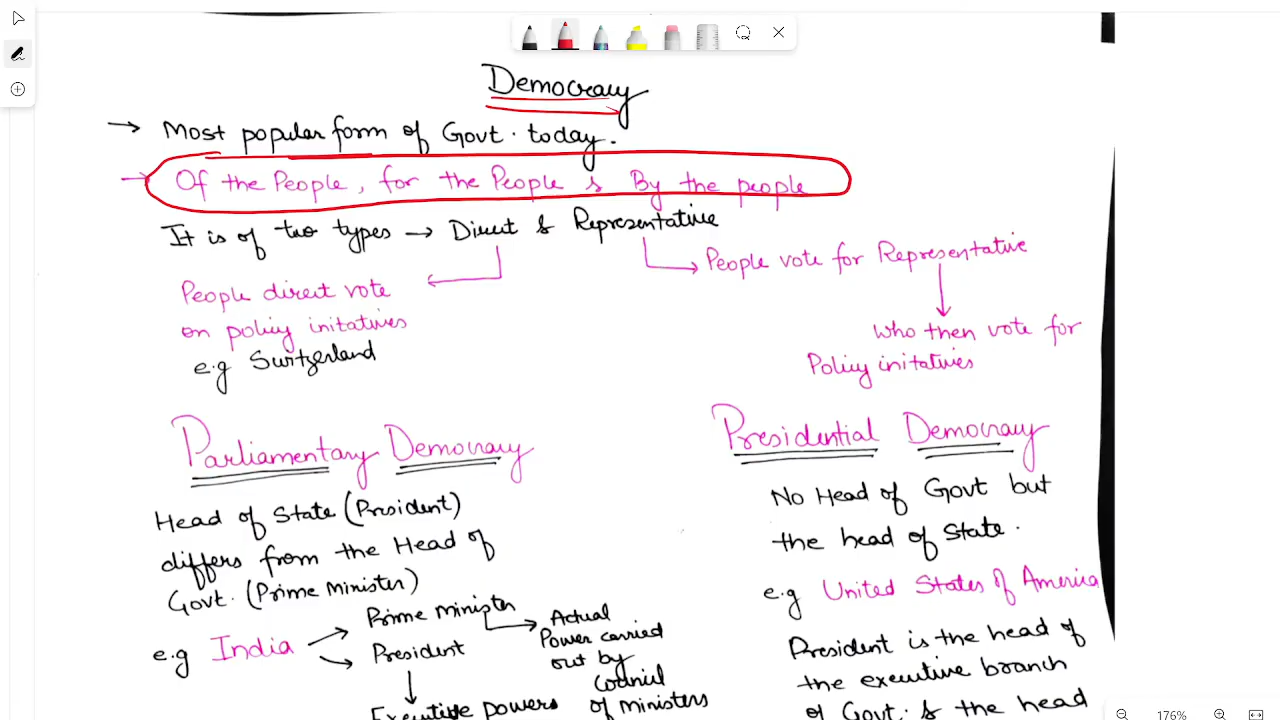 Democracy
→ Most popular form of Govt. today.
→ Of the People, for the People & By the people
It is of two types → Direct & Representative
People direct vote
on policy initatives
e.g Switzerland
→ People vote for Representative
who then vote for
Policy initatives
Parliamentary Democracy
Head of State (President)
differs from the Head of
Govt. (Prime Minister)
e.g India
Prime minister
President
Actual
Power carried
out by
Council
of ministers
Executive powers
Presidential Democracy
No Head of Govt but
the head of State.
e.g United States of America
President is the head of
the executive branch
of Govt. & the head
176%